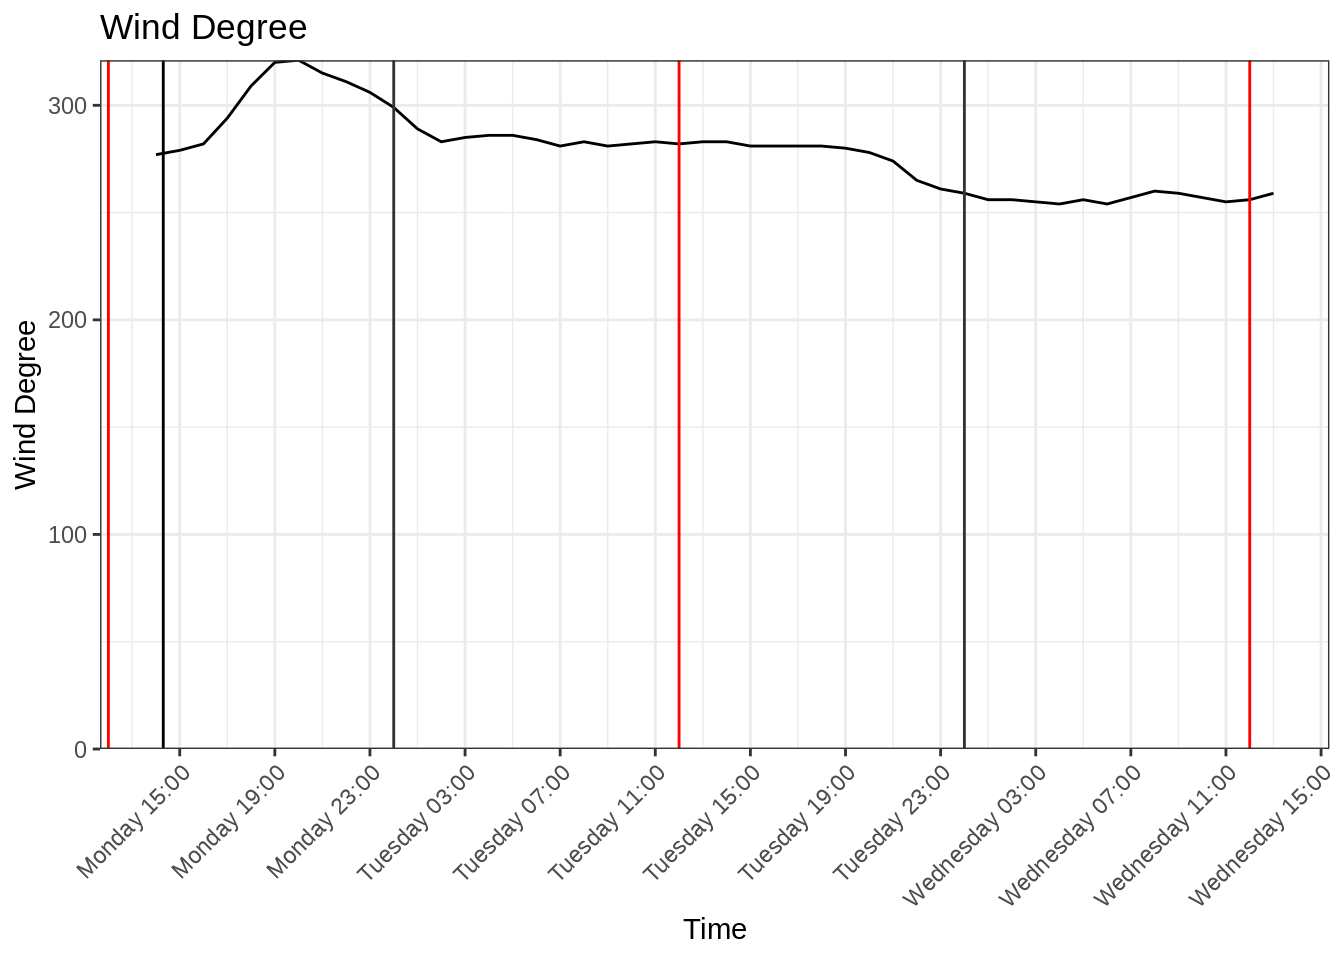 Wind Degree
Wind Degree
300
200
100
0
Monday 15:00
Monday 19:00
Monday 23:00
Tuesday 03:00
Tuesday 07:00
Tuesday 11:00
Tuesday 15:00
Tuesday 19:00
Tuesday 23:00
Wednesday 03:00
Wednesday 07:00
Wednesday 11:00
Wednesday 15:00
Time